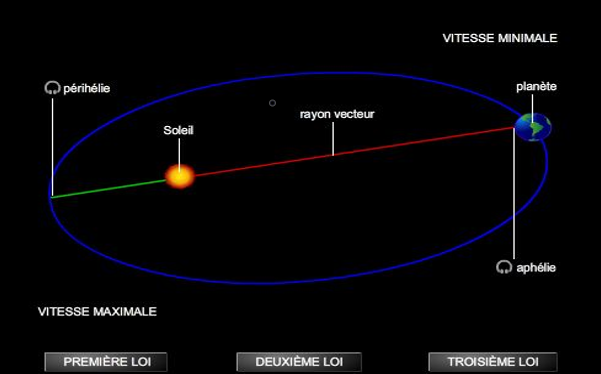 VITESSE MINIMALE
planète
périhélie
rayon vecteur
Soleil
aphélie
VITESSE MAXIMALE
PREMIÈRE LOI
DEUXIÈME LOI
TROISIÈME LOI